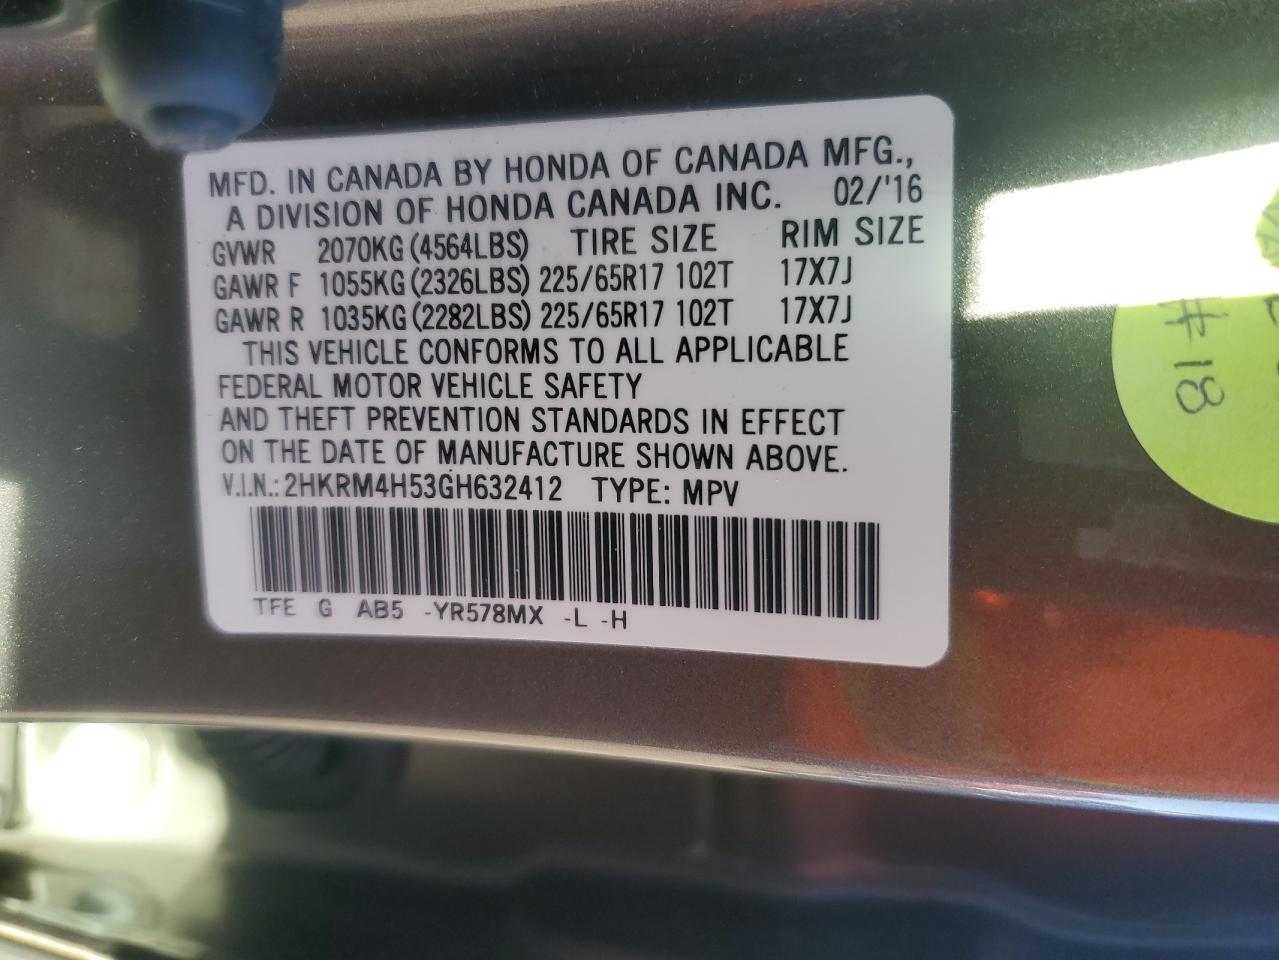 MFD. IN CANADA BY HONDA OF CANADA MFG.,
A DIVISION OF HONDA CANADA INC. 02/'16
GVWR 2070KG (4564LBS) TIRE SIZE RIM SIZE
GAWR F 1055KG (2326LBS) 225/65R17 102T 17X7J
GAWR R 1035KG (2282LBS) 225/65R17 102T 17X7J
THIS VEHICLE CONFORMS TO ALL APPLICABLE
FEDERAL MOTOR VEHICLE SAFETY
AND THEFT PREVENTION STANDARDS IN EFFECT
ON THE DATE OF MANUFACTURE SHOWN ABOVE.
V.I.N.: 2HKRM4H53GH632412 TYPE: MPV
TFE G AB5 -YR578MX -L -H
#18